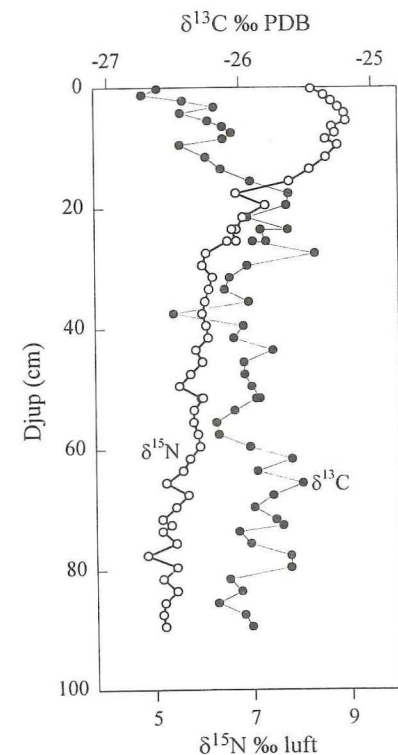 δ¹³C ‰ PDB
-27 -26 -25
0
20
40
Djup (cm)
δ¹⁵N
60
δ¹³C
80
100
5 7 9
δ¹⁵N ‰ luft